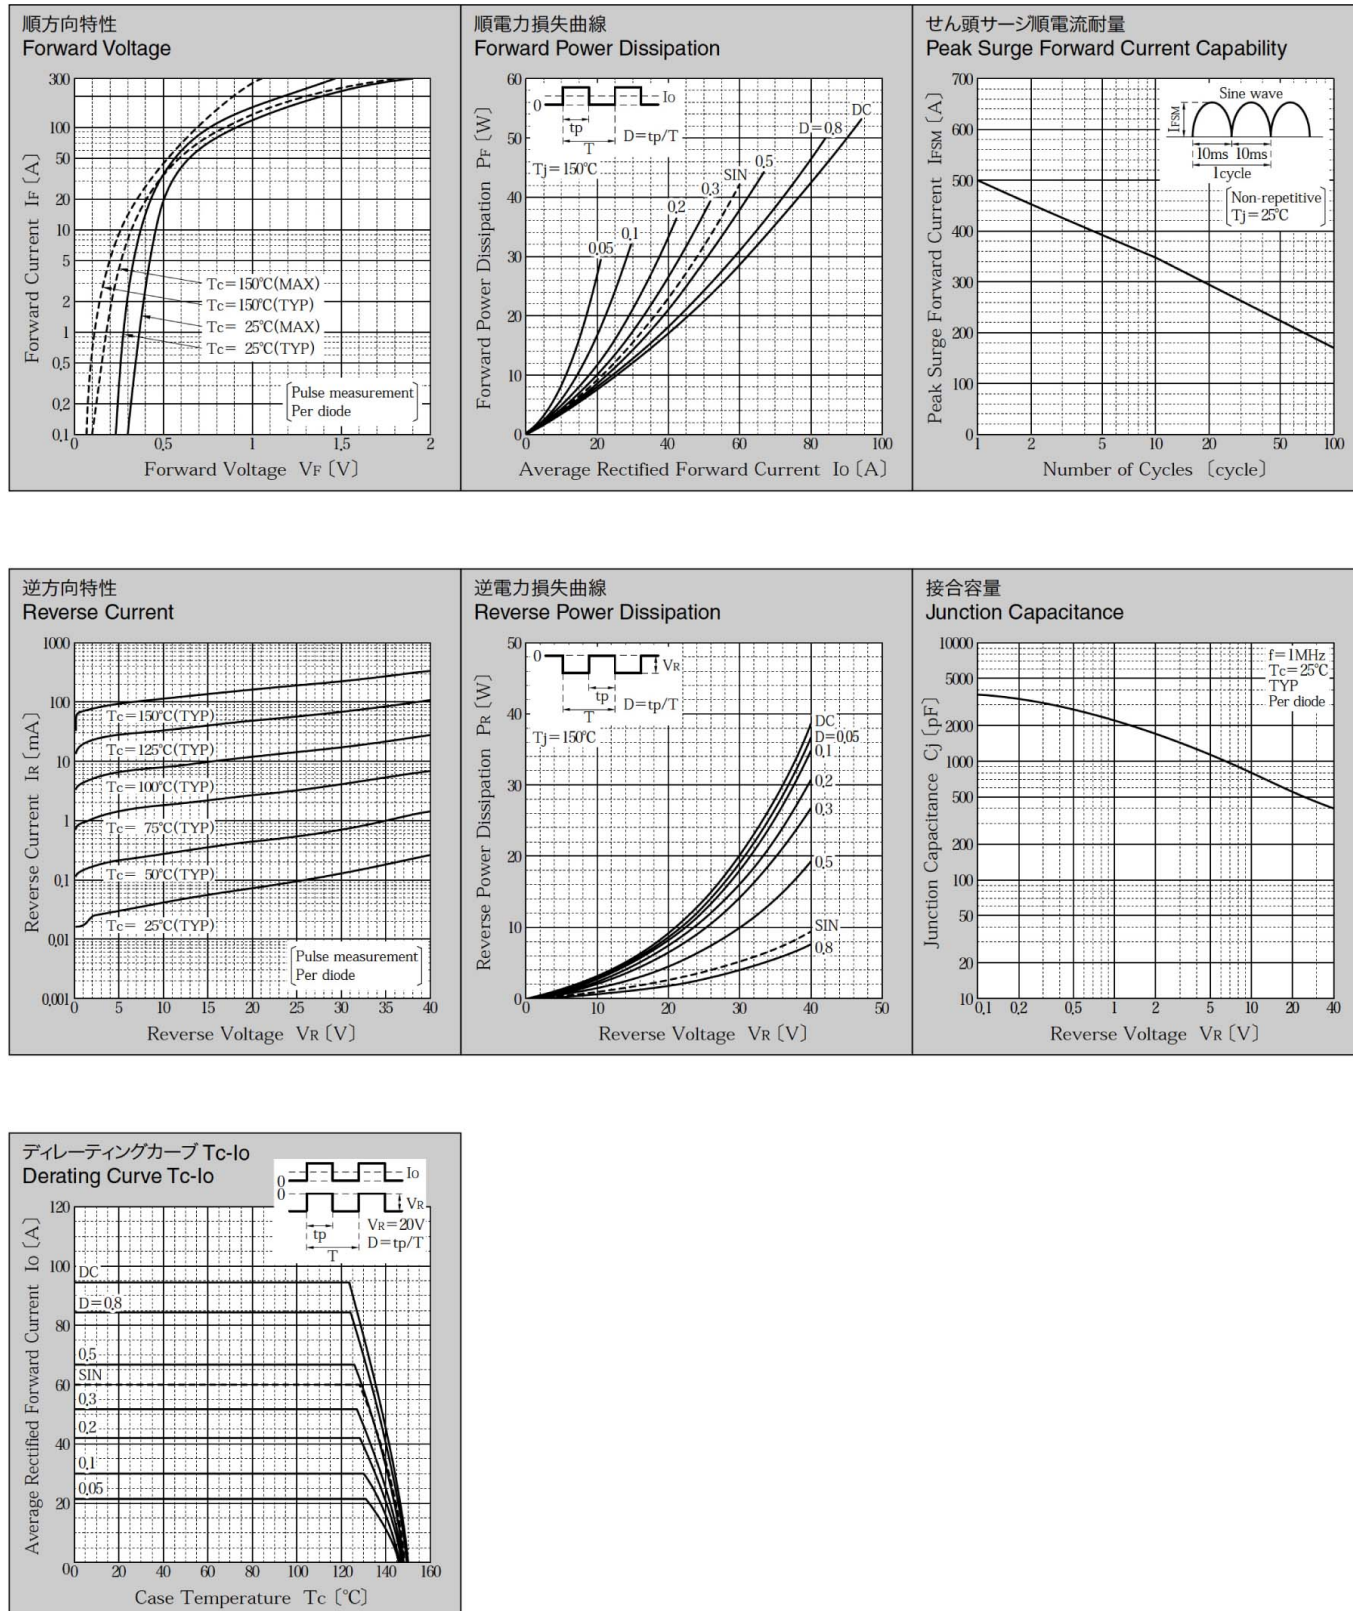 順方向特性
Forward Voltage
300
100
50
20
10
5
2
1
0.5
0.2
0.1
0
0.5
1
1.5
2
Forward Current IF [A]
Forward Voltage VF [V]
Tc=150℃(MAX)
Tc=150℃(TYP)
Tc= 25℃(MAX)
Tc= 25℃(TYP)
Pulse measurement
Per diode
順電力損失曲線
Forward Power Dissipation
60
50
40
30
20
10
0
0
20
40
60
80
100
Forward Power Dissipation PF [W]
Average Rectified Forward Current IO [A]
0
IO
tp
T
D=tp/T
Tj=150℃
DC
D=0.8
0.5
SIN
0.3
0.2
0.1
0.05
せん頭サージ順電流耐量
Peak Surge Forward Current Capability
700
600
500
400
300
200
100
0
1
2
5
10
20
50
100
Peak Surge Forward Current IFSM [A]
Number of Cycles [cycle]
Sine wave
IFSM
10ms
10ms
1cycle
Non-repetitive
Tj=25℃
逆方向特性
Reverse Current
1000
100
10
1
0.1
0.01
0.001
0
5
10
15
20
25
30
35
40
Reverse Current IR [mA]
Reverse Voltage VR [V]
Tc=150℃(TYP)
Tc=125℃(TYP)
Tc=100℃(TYP)
Tc= 75℃(TYP)
Tc= 50℃(TYP)
Tc= 25℃(TYP)
Pulse measurement
Per diode
逆電力損失曲線
Reverse Power Dissipation
50
40
30
20
10
0
0
10
20
30
40
50
Reverse Power Dissipation PR [W]
Reverse Voltage VR [V]
0
VR
tp
T
D=tp/T
Tj=150℃
DC
D=0.05
0.1
0.2
0.3
0.5
SIN
0.8
接合容量
Junction Capacitance
10000
5000
2000
1000
500
200
100
50
20
10
0.1
0.2
0.5
1
2
5
10
20
40
Junction Capacitance Cj [pF]
Reverse Voltage VR [V]
f=1MHz
Tc=25℃
TYP
Per diode
ディレーティングカーブ Tc-Io
Derating Curve Tc-Io
120
100
80
60
40
20
0
0
20
40
60
80
100
120
140
160
Average Rectified Forward Current IO [A]
Case Temperature Tc [℃]
0
IO
0
VR
tp
T
VR=20V
D=tp/T
DC
D=0.8
0.5
SIN
0.3
0.2
0.1
0.05